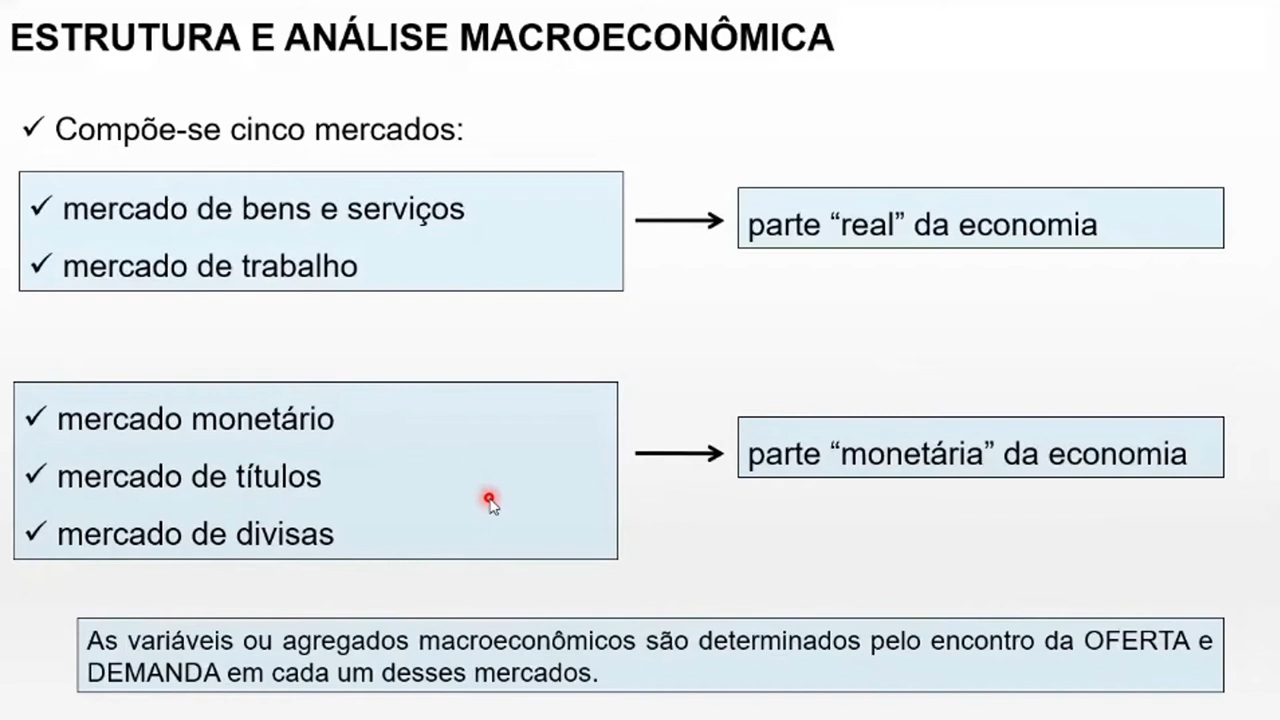 ESTRUTURA E ANÁLISE MACROECONÔMICA
✓ Compõe-se cinco mercados:
✓ mercado de bens e serviços
✓ mercado de trabalho
parte “real” da economia
✓ mercado monetário
✓ mercado de títulos
✓ mercado de divisas
parte “monetária” da economia
As variáveis ou agregados macroeconômicos são determinados pelo encontro da OFERTA e
DEMANDA em cada um desses mercados.